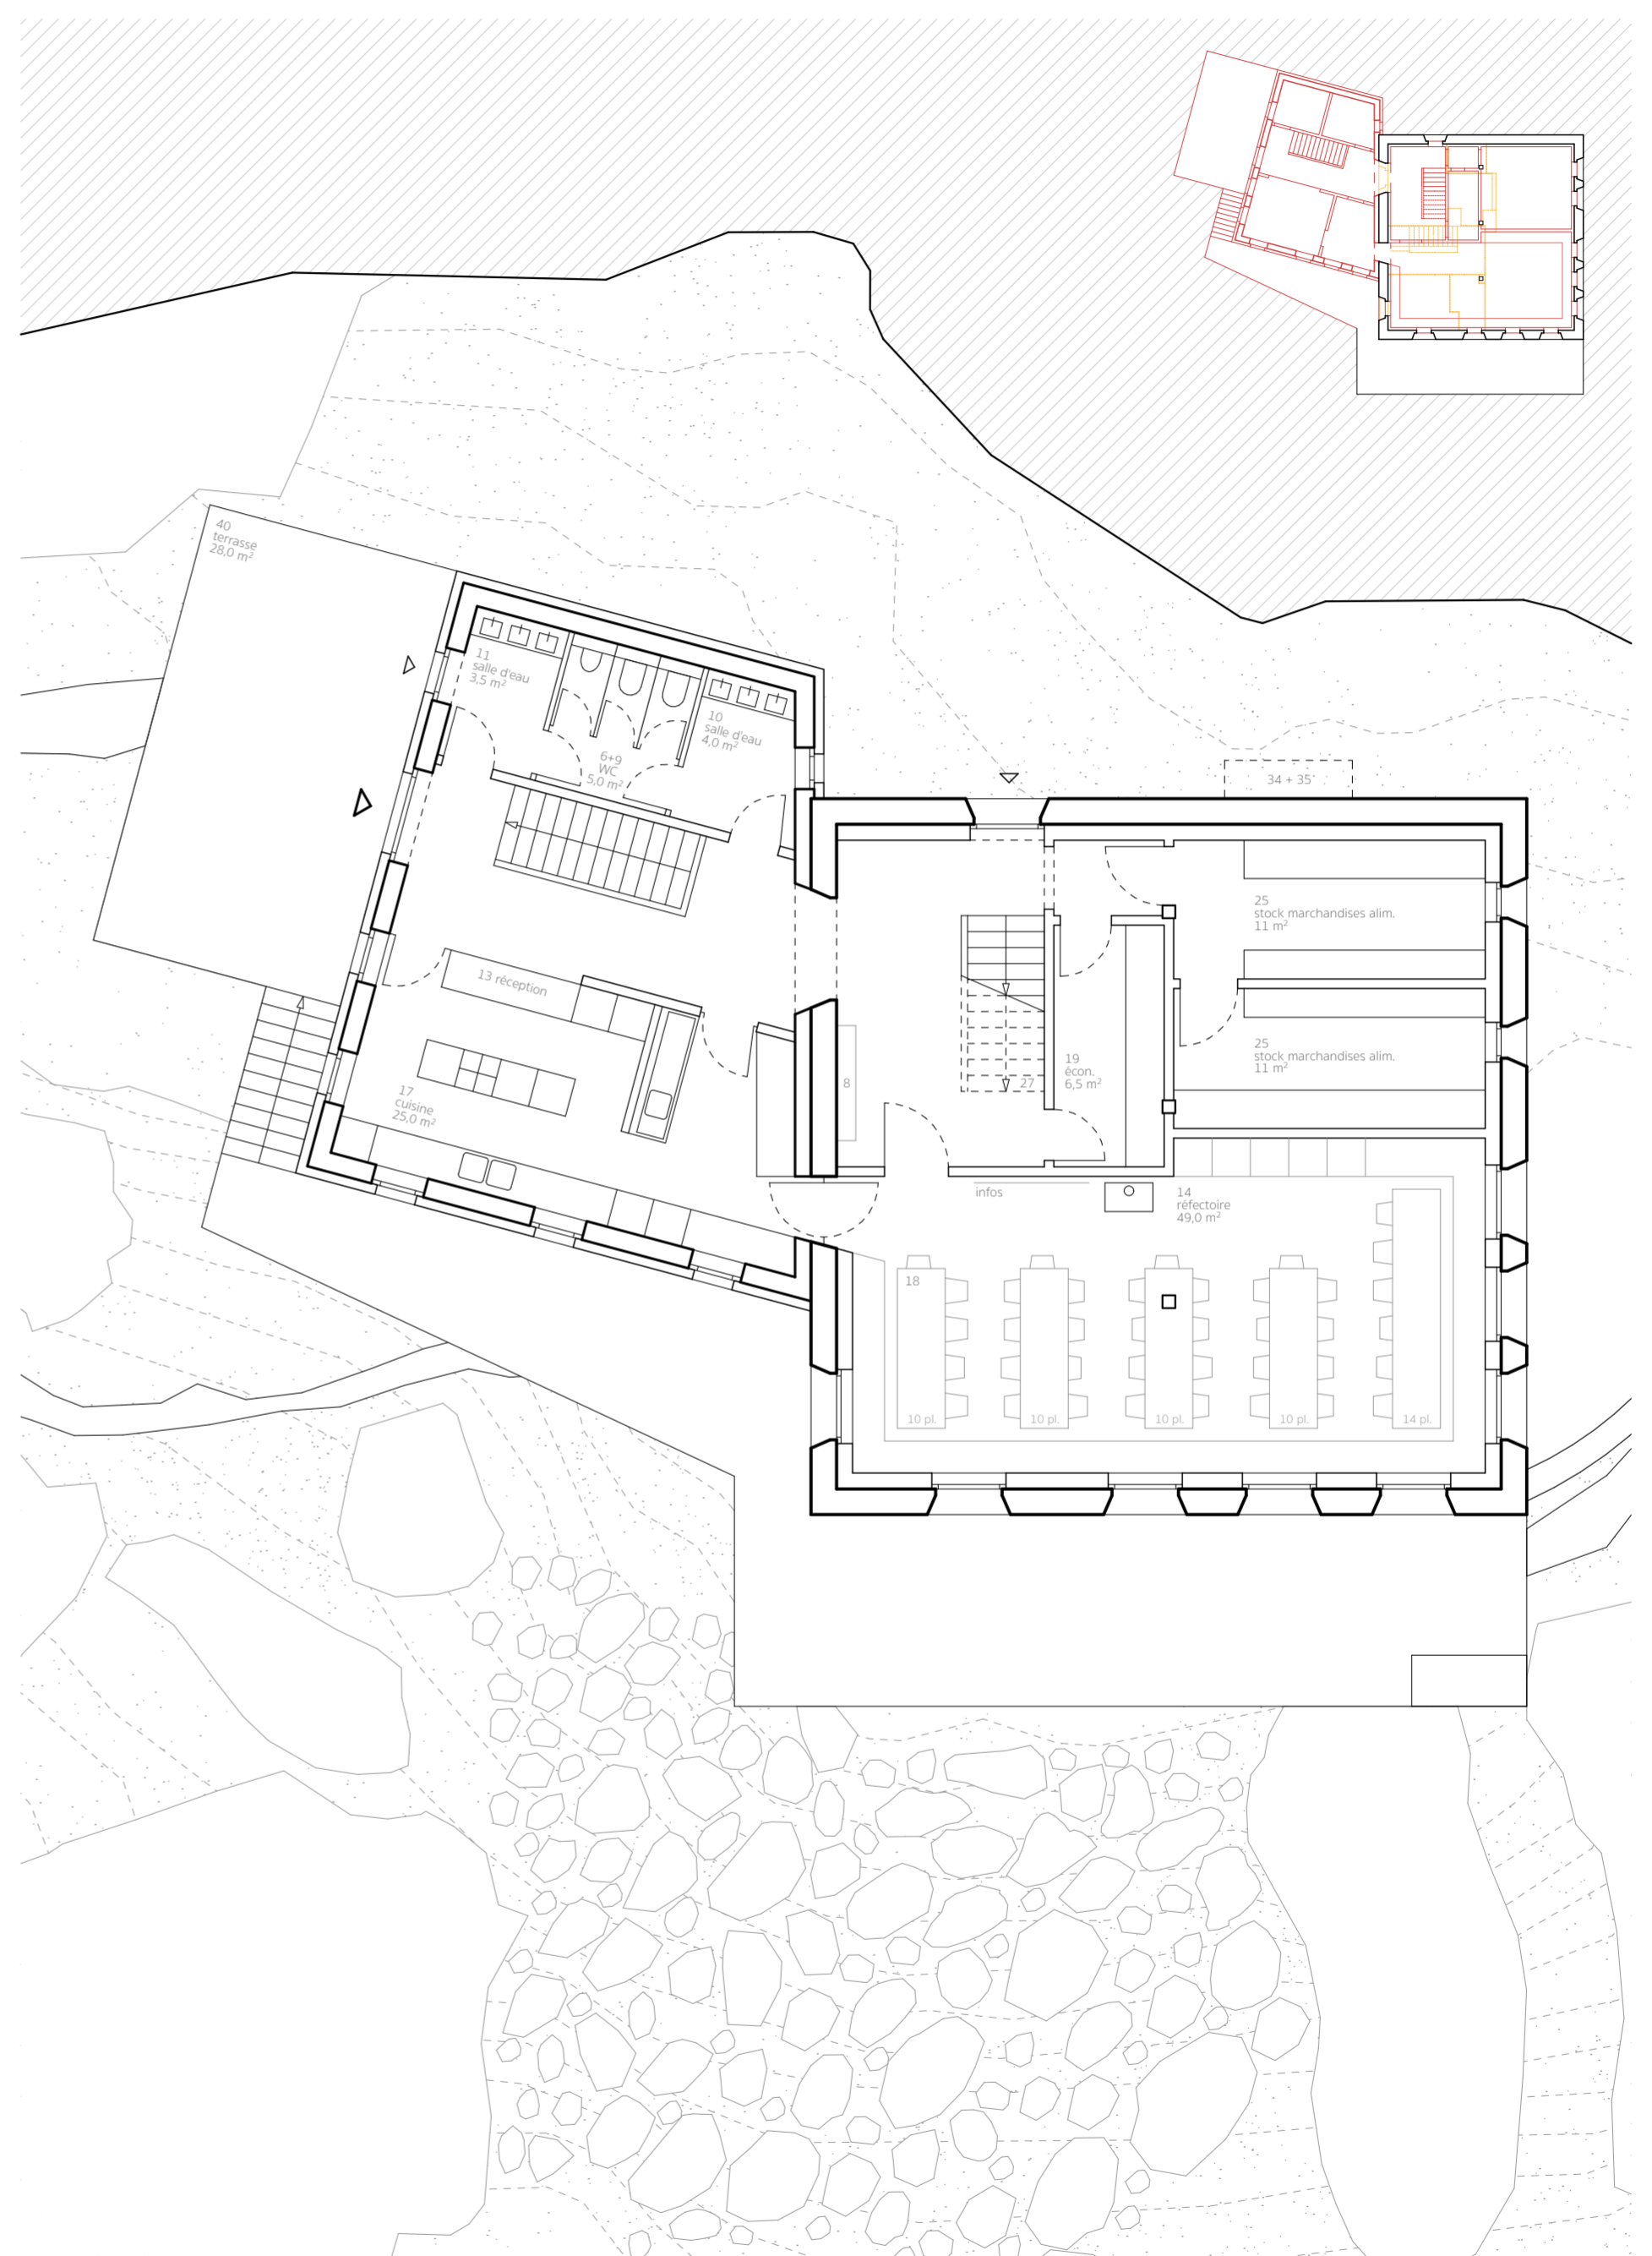 40
terrasse
28,0 m²
11
salle d'eau
3,5 m²
10
salle d'eau
4,0 m²
6+9
WC
5,0 m²
34 + 35
25
stock marchandises alim.
11 m²
13 réception
25
stock marchandises alim.
11 m²
19
écon.
6,5 m²
8
27
17
cuisine
25,0 m²
infos
14
réfectoire
49,0 m²
18
10 pl.
10 pl.
10 pl.
10 pl.
14 pl.